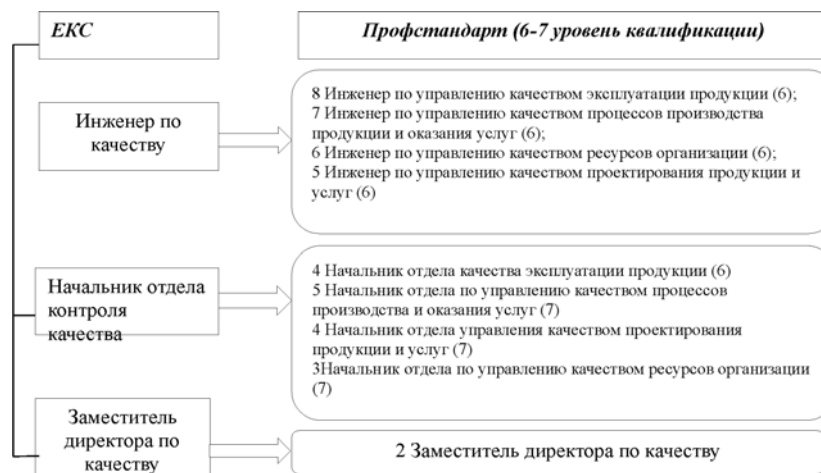 ЕКС
Профстандарт (6-7 уровень квалификации)
Инженер по
качеству
8 Инженер по управлению качеством эксплуатации продукции (6);
7 Инженер по управлению качеством процессов производства
продукции и оказания услуг (6);
6 Инженер по управлению качеством ресурсов организации (6);
5 Инженер по управлению качеством проектирования продукции и
услуг (6)
Начальник отдела
контроля
качества
4 Начальник отдела качества эксплуатации продукции (6)
5 Начальник отдела по управлению качеством процессов
производства и оказания услуг (7)
4 Начальник отдела управления качеством проектирования
продукции и услуг (7)
3Начальник отдела по управлению качеством ресурсов организации
(7)
Заместитель
директора по
качеству
2 Заместитель директора по качеству